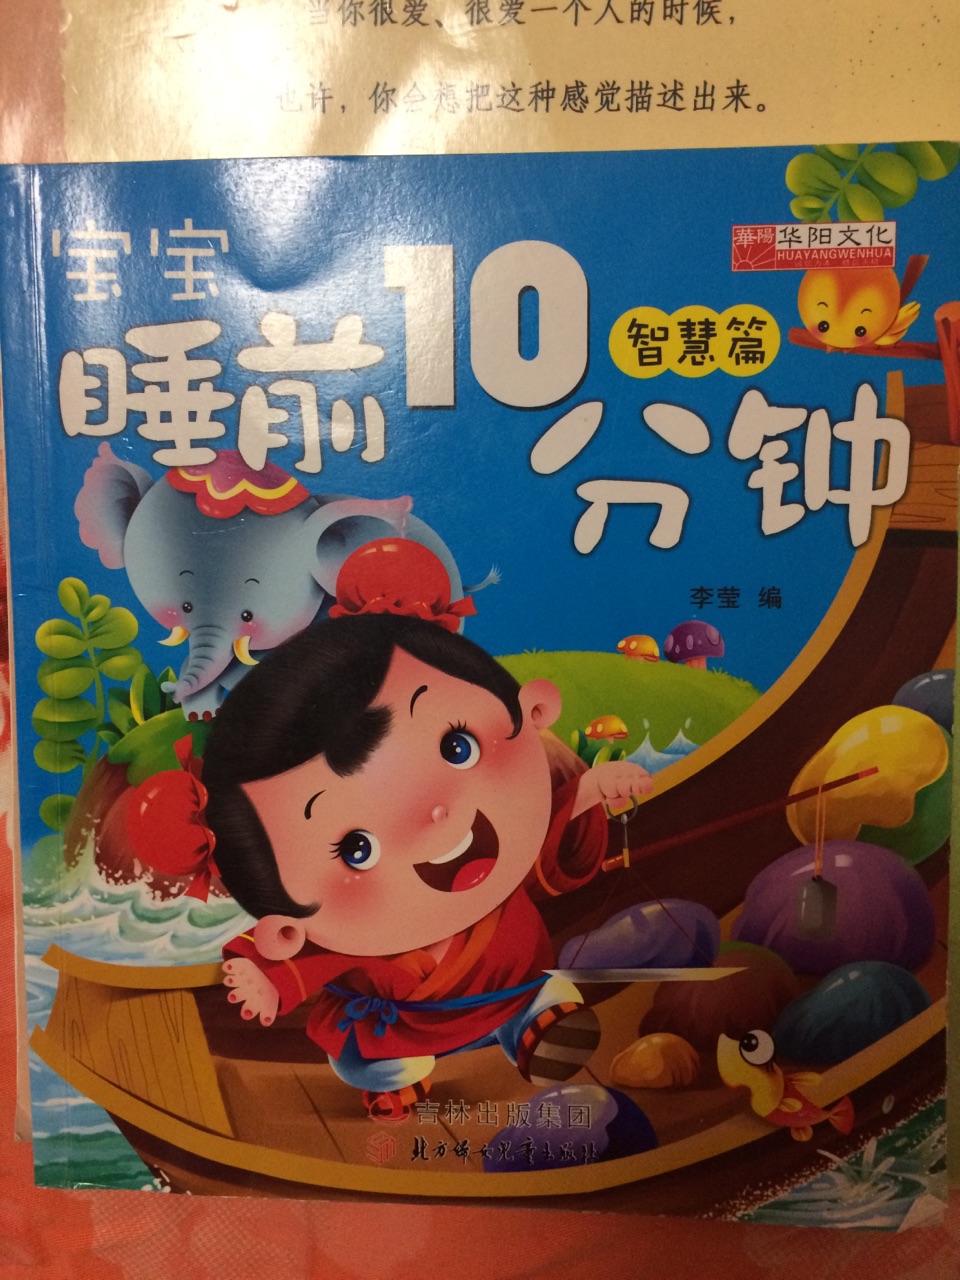 当你很爱、很爱一个人的时候，
也许，你会想把这种感觉描述出来。
宝宝
睡前10分钟
智慧篇
華陽
华阳文化
HUAYANGWENHUA
李莹 编
吉林出版集团
北方妇女儿童出版社